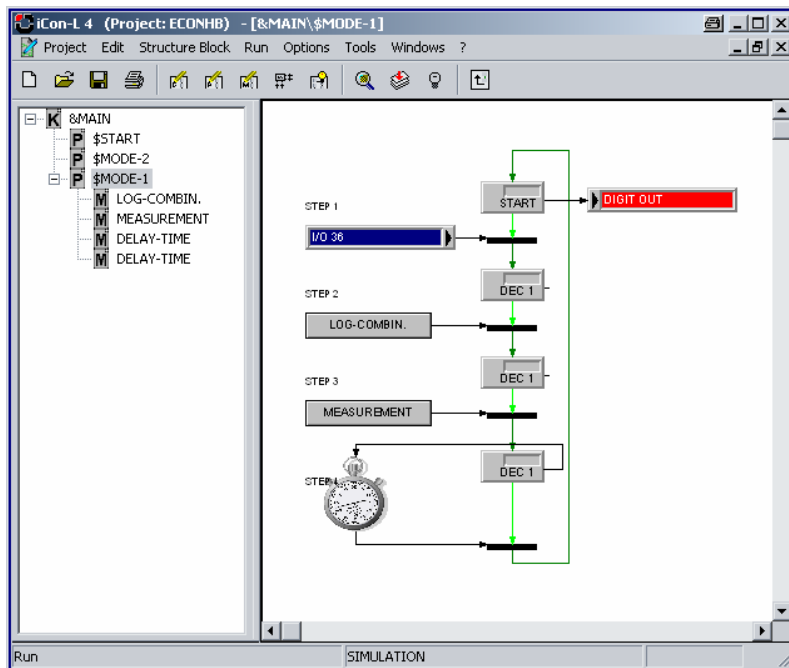 iCon-L 4 (Project: ECONHB) - [&MAIN\$MODE-1]
Project Edit Structure Block Run Options Tools Windows ?
K &MAIN
P $START
P $MODE-2
P $MODE-1
M LOG-COMBIN.
M MEASUREMENT
M DELAY-TIME
M DELAY-TIME
START
DIGIT OUT
STEP 1
I/O 36
DEC 1
STEP 2
LOG-COMBIN.
DEC 1
STEP 3
MEASUREMENT
DEC 1
STEP
Run SIMULATION